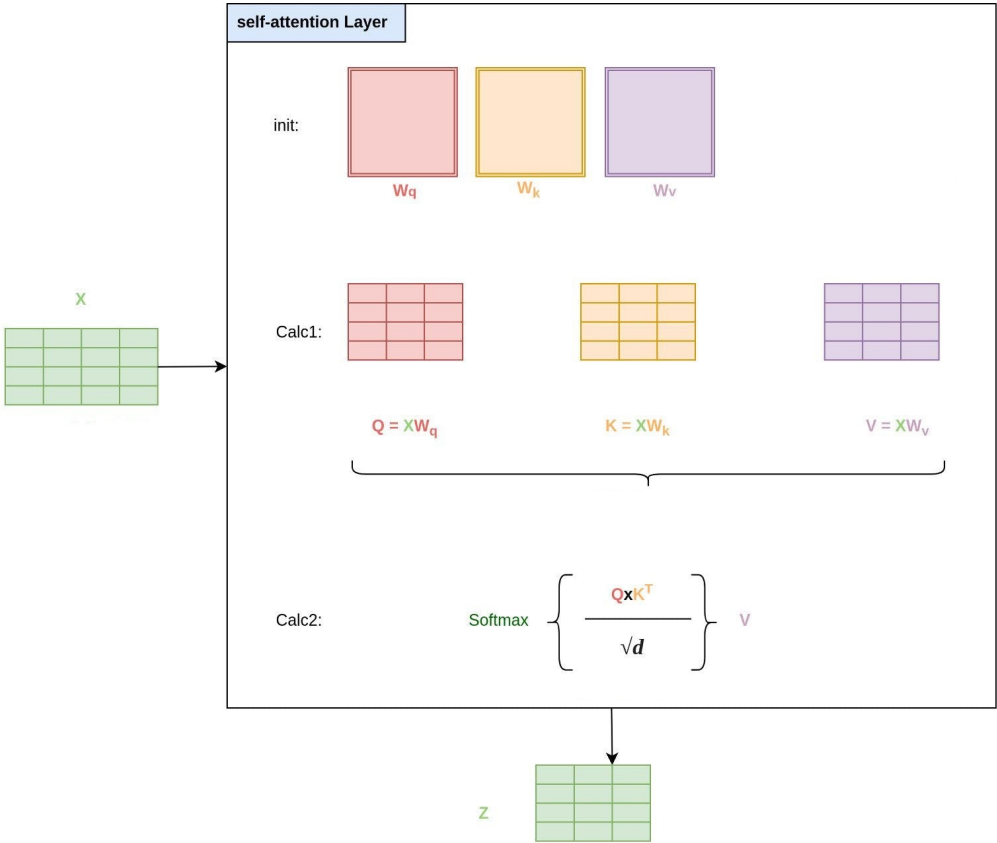 self-attention Layer
init:
Wq
Wk
Wv
X
Calc1:
Q = XWq
K = XWk
V = XWv
Calc2:
Softmax
QxK^T
√d
V
Z